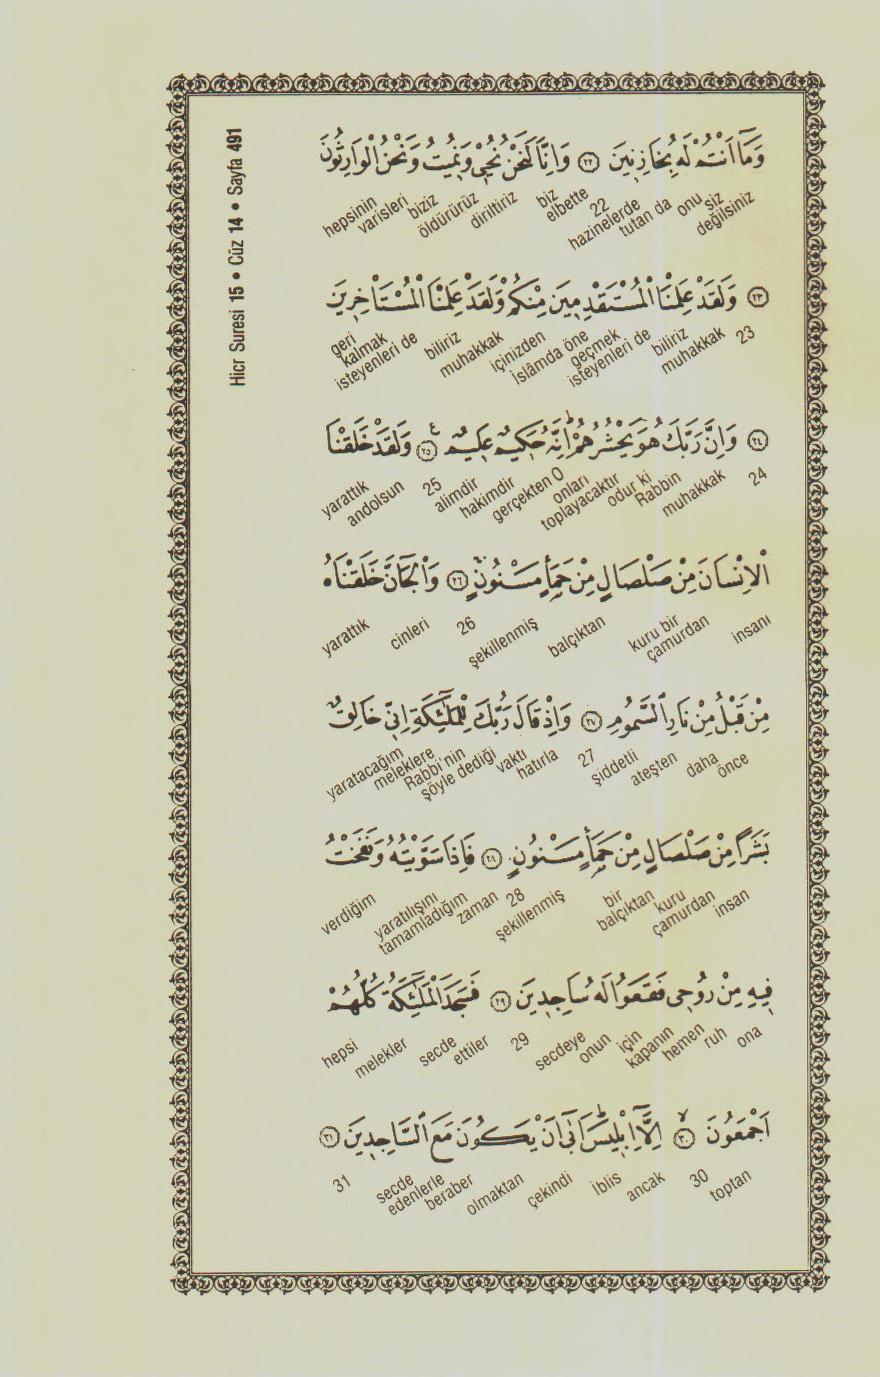 Hicr Suresi 15 • Cüz 14 • Sayfa 491
وَمَٓا اَنْتُمْ لَهُ بِخَازِن۪ينَ ﴿٢٢﴾ وَاِنَّا لَنَحْنُ نُحْي۪ وَنُم۪يتُ وَنَحْنُ الْوَارِثُونَ
siz değilsiniz onu tutan da hazinelerde 22 elbette biz diriltiriz öldürürüz biziz varisleri hepsinin
﴿٢٣﴾ وَلَقَدْ عَلِمْنَا الْمُسْتَقْدِم۪ينَ مِنْكُمْ وَلَقَدْ عَلِمْنَا الْمُسْتَاْخِر۪ينَ
23 muhakkak biliriz isteyenleri de geçmek İslâmda öne içinizden muhakkak biliriz isteyenleri de kalmak geri
﴿٢٤﴾ وَاِنَّ رَبَّكَ هُوَ يَحْشُرُهُمْ اِنَّهُ حَك۪يمٌ عَل۪يمٌ ﴿٢٥﴾ وَلَقَدْ خَلَقْنَا
24 muhakkak Rabbin odur ki toplayacaktır onları gerçekten O hakimdir alimdir 25 andolsun yarattık
الْاِنْسَانَ مِنْ صَلْصَالٍ مِنْ حَمَأٍ مَسْنُونٍ ﴿٢٦﴾ وَالْجَٓانَّ خَلَقْنَاهُ
insanı kuru bir çamurdan balçıktan şekillenmiş 26 cinleri yarattık
مِنْ قَبْلُ مِنْ نَارِ السَّمُومِ ﴿٢٧﴾ وَاِذْ قَالَ رَبُّكَ لِلْمَلٰٓئِكَةِ اِنّ۪ي خَالِقٌ
önce daha ateşten şiddetli 27 hatırla vaktı şöyle dediği Rabbi'nin meleklere yaratacağım
بَشَرًا مِنْ صَلْصَالٍ مِنْ حَمَأٍ مَسْنُونٍ ﴿٢٨﴾ فَاِذَا سَوَّيْتُهُ وَنَفَخْتُ
insan kuru çamurdan bir balçıktan şekillenmiş 28 zaman tamamladığım yaratılışını verdiğim
ف۪يهِ مِنْ رُوح۪ي فَقَعُوا لَهُ سَاجِد۪ينَ ﴿٢٩﴾ فَسَجَدَ الْمَلٰٓئِكَةُ كُلُّهُمْ
ona ruh hemen kapanın için onun secdeye 29 ettiler secde melekler hepsi
اَجْمَعُونَ ﴿٣٠﴾ اِلَّٓا اِبْل۪يسَ اَبٰٓى اَنْ يَكُونَ مَعَ السَّاجِد۪ينَ ﴿٣١﴾
toptan 30 ancak İblis çekindi olmaktan beraber edenlerle secde 31